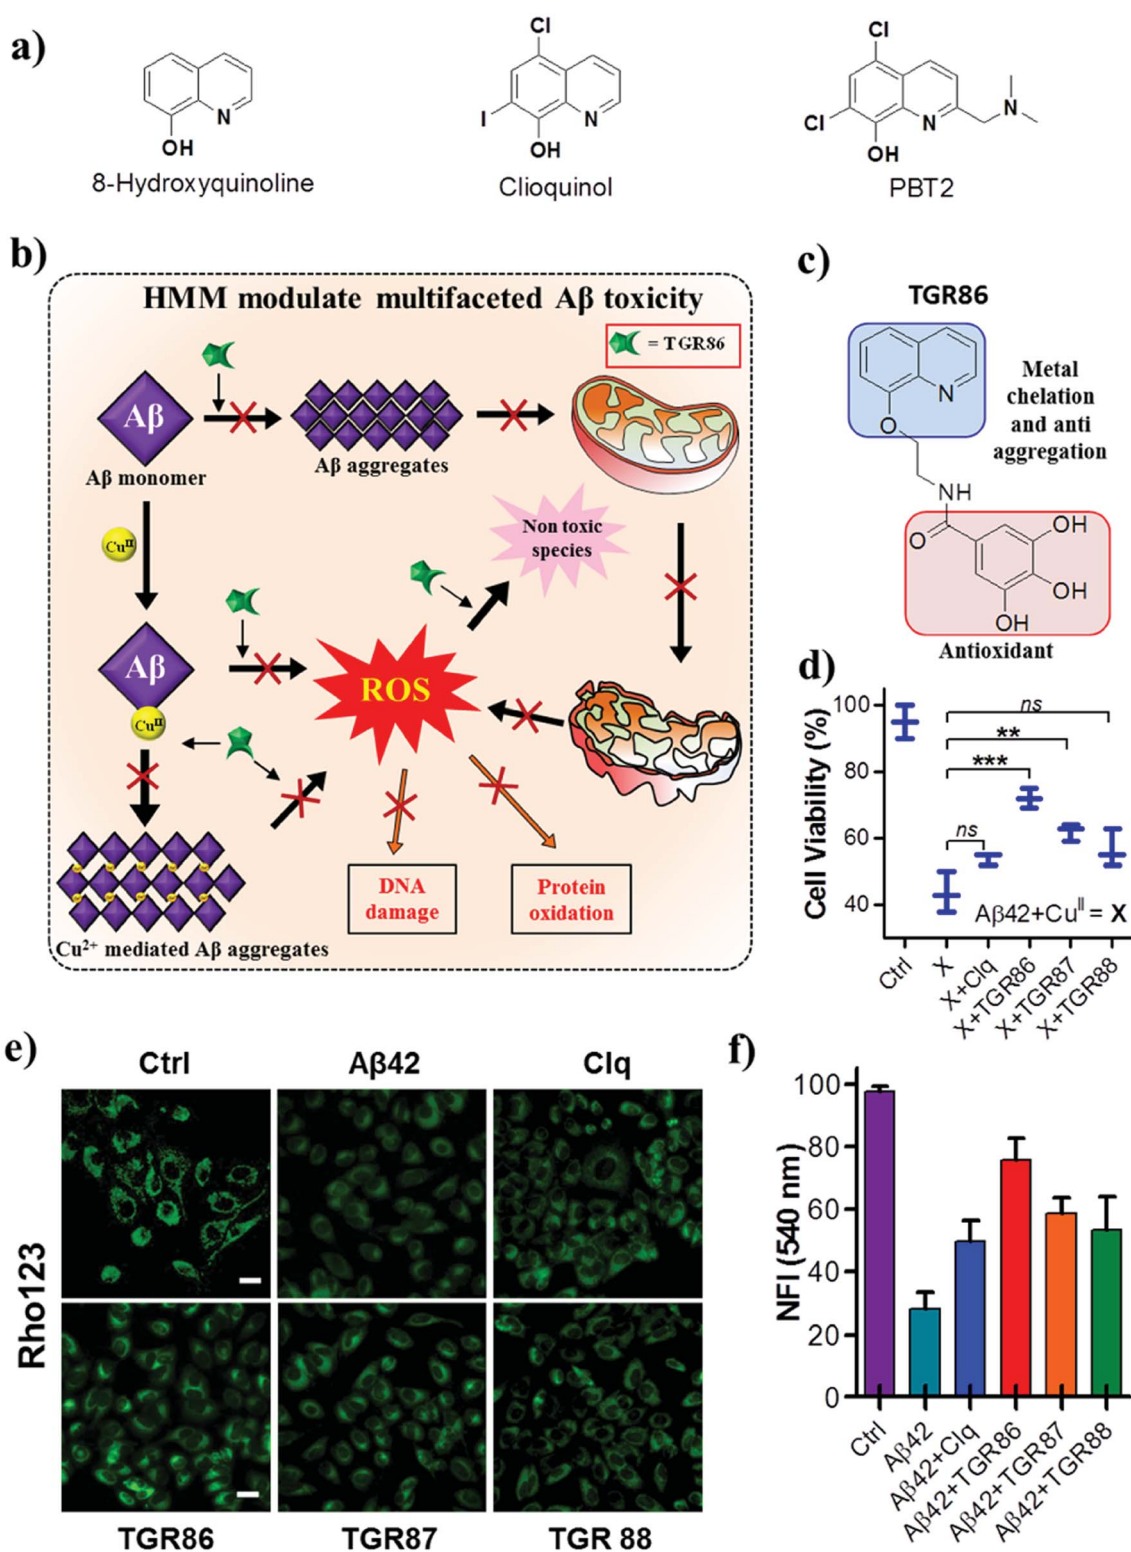 a)
Cl
Cl
N
OH
I
N
OH
Cl
N
N
OH
8-Hydroxyquinoline
Clioquinol
PBT2
b)
HMM modulate multifaceted Aβ toxicity
= TGR86
Aβ
Aβ monomer
Aβ aggregates
Cu^II
Non toxic
species
Aβ
Cu^II
ROS
DNA
damage
Protein
oxidation
Cu²⁺ mediated Aβ aggregates
c)
TGR86
N
O
NH
O
OH
OH
OH
Metal
chelation
and anti
aggregation
Antioxidant
d)
Cell Viability (%)
100
80
60
40
ns
**
***
ns
Aβ42+Cu^II = X
Ctrl
X
X+Clq
X+TGR86
X+TGR87
X+TGR88
e)
Ctrl
Aβ42
Clq
Rho123
TGR86
TGR87
TGR 88
f)
NFI (540 nm)
100
80
60
40
20
0
Ctrl
Aβ42
Aβ42+Clq
Aβ42+TGR86
Aβ42+TGR87
Aβ42+TGR88